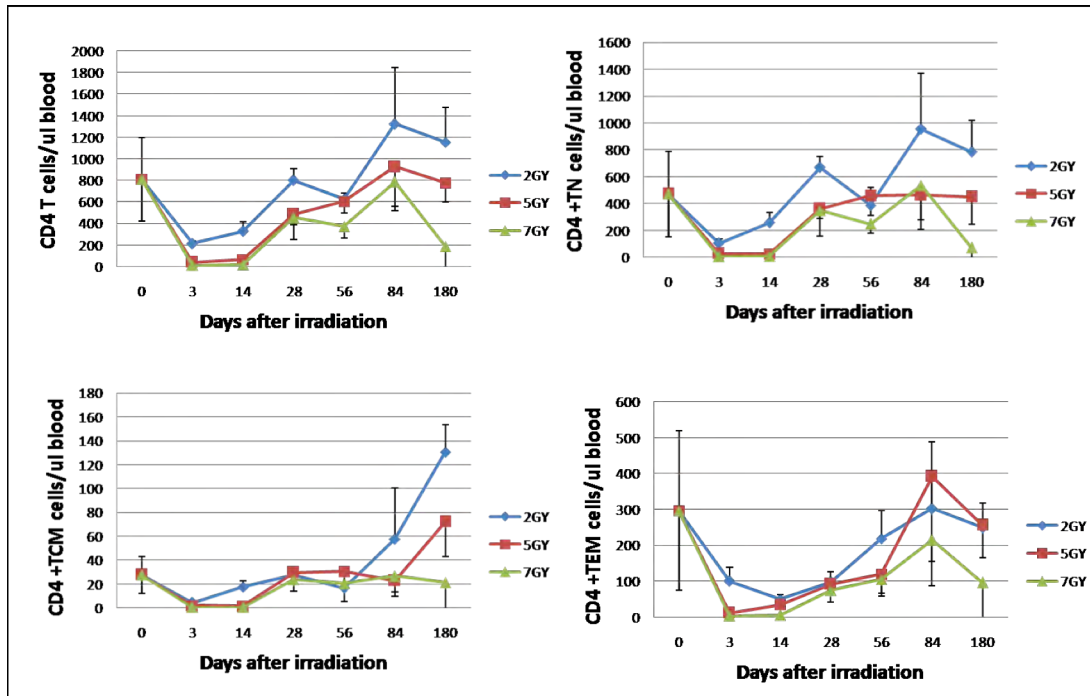 CD4 T cells/ul blood
2000
1800
1600
1400
1200
1000
800
600
400
200
0
0 3 14 28 56 84 180
Days after irradiation
2GY
5GY
7GY
CD4 +TN cells/ul blood
1600
1400
1200
1000
800
600
400
200
0
0 3 14 28 56 84 180
Days after irradiation
2GY
5GY
7GY
CD4 +TCM cells/ul blood
180
160
140
120
100
80
60
40
20
0
0 3 14 28 56 84 180
Days after irradiation
2GY
5GY
7GY
CD4 +TEM cells/ul blood
600
500
400
300
200
100
0
0 3 14 28 56 84 180
Days after irradiation
2GY
5GY
7GY